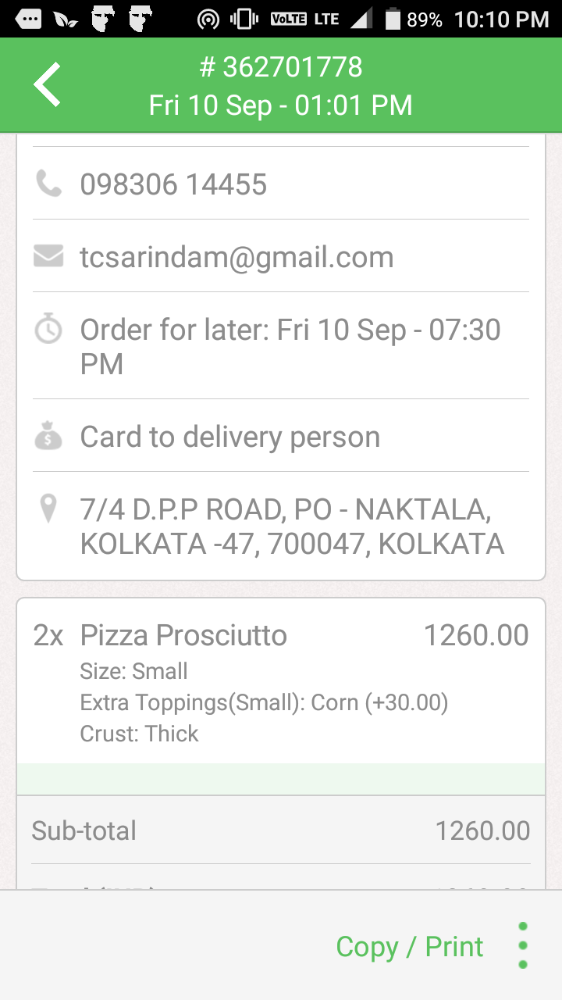 VoLTE LTE 89% 10:10 PM
# 362701778
Fri 10 Sep - 01:01 PM
098306 14455
tcsarindam@gmail.com
Order for later: Fri 10 Sep - 07:30
PM
Card to delivery person
7/4 D.P.P ROAD, PO - NAKTALA,
KOLKATA -47, 700047, KOLKATA
2x Pizza Prosciutto 1260.00
Size: Small
Extra Toppings(Small): Corn (+30.00)
Crust: Thick
Sub-total 1260.00
Copy / Print